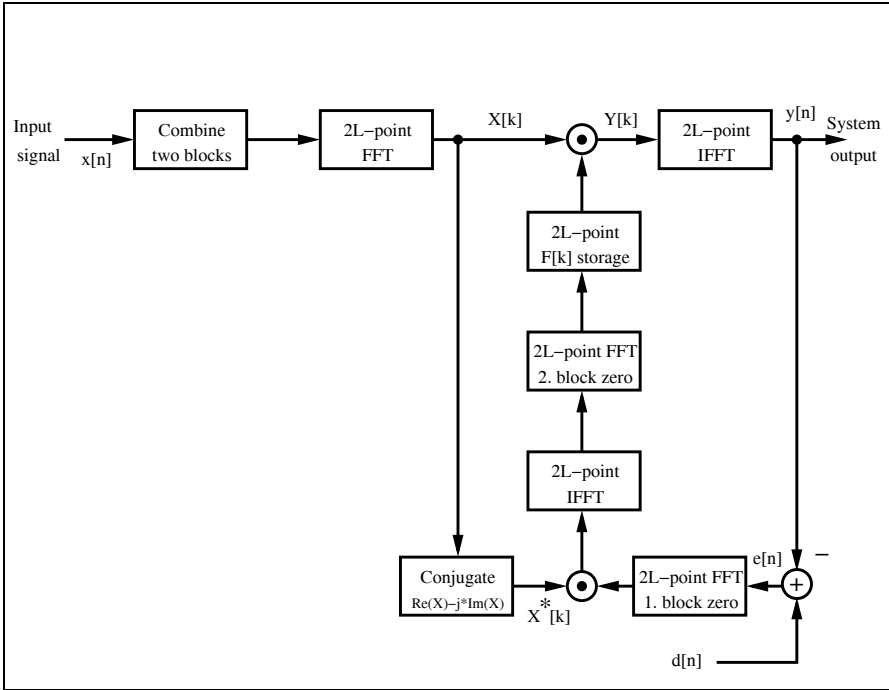 Input
signal
x[n]
Combine
two blocks
2L−point
FFT
X[k]
Y[k]
2L−point
IFFT
y[n]
System
output
2L−point
F[k] storage
2L−point FFT
2. block zero
2L−point
IFFT
Conjugate
Re(X)−j*Im(X)
X*[k]
2L−point FFT
1. block zero
e[n]
−
+
d[n]